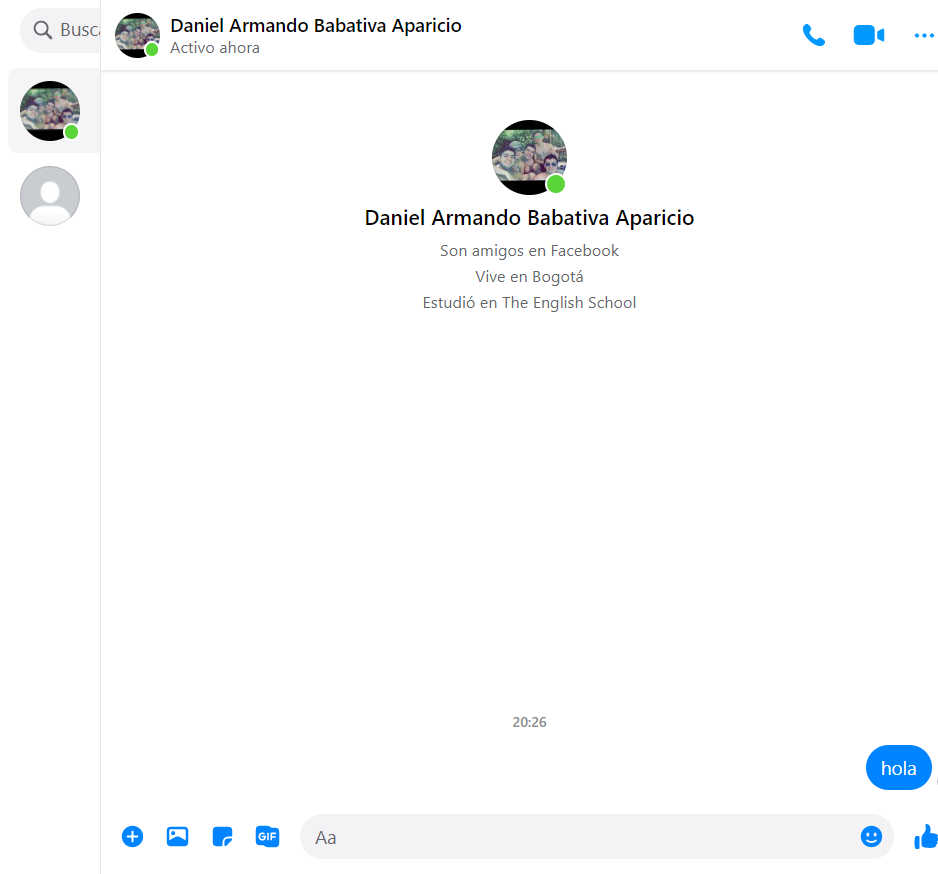 Busca
Daniel Armando Babativa Aparicio
Activo ahora
Daniel Armando Babativa Aparicio
Son amigos en Facebook
Vive en Bogotá
Estudió en The English School
20:26
hola
GIF
Aa